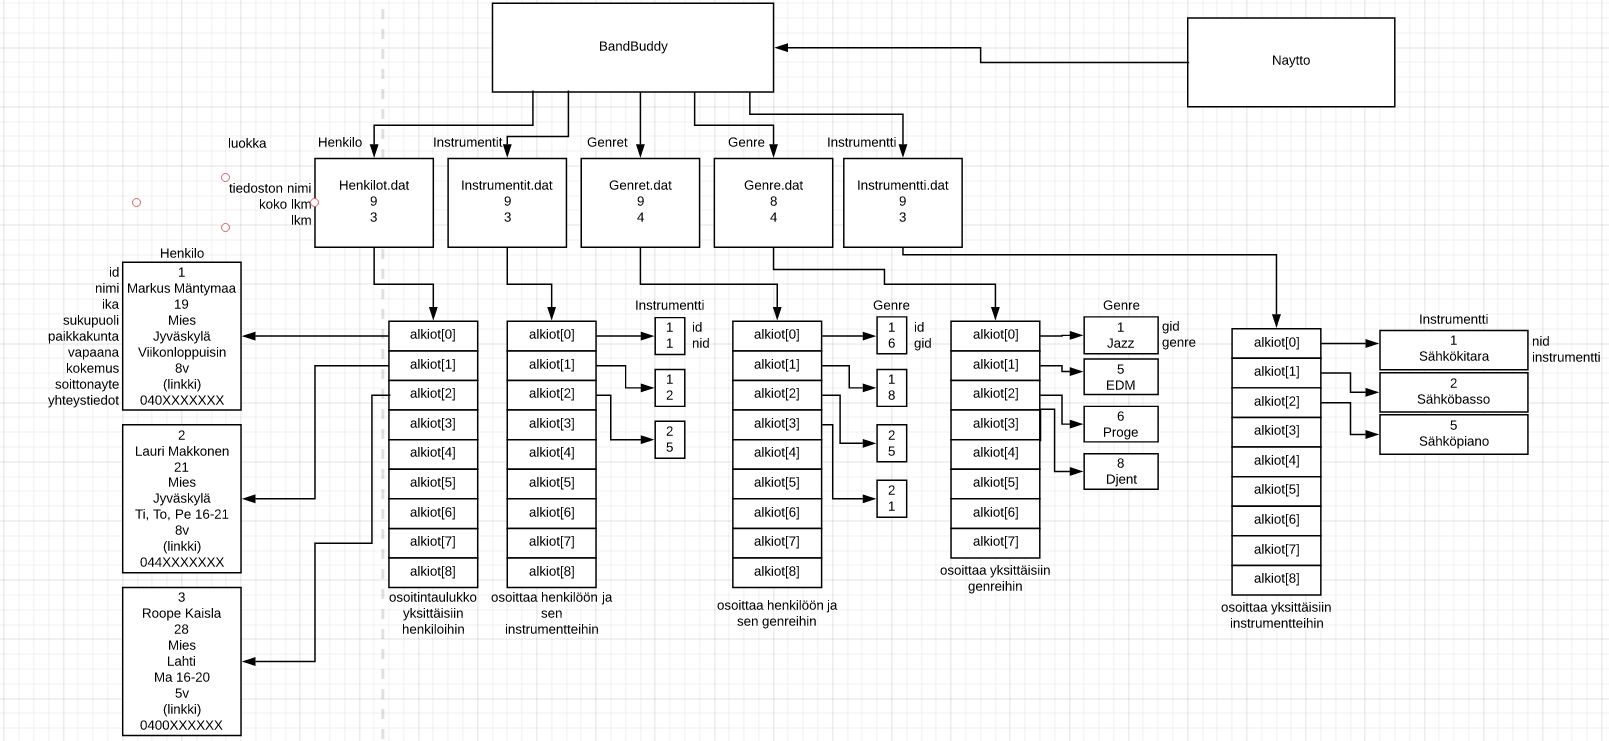 BandBuddy
Naytto
luokka
Henkilo
Instrumentit
Genret
Genre
Instrumentti
tiedoston nimi
koko lkm
lkm
Henkilot.dat
9
3
Instrumentit.dat
9
3
Genret.dat
9
4
Genre.dat
8
4
Instrumentti.dat
9
3
Henkilo
id
nimi
ika
sukupuoli
paikkakunta
vapaana
kokemus
soittonayte
yhteystiedot
1
Markus Mäntymaa
19
Mies
Jyväskylä
Viikonloppuisin
8v
(linkki)
040XXXXXXX
2
Lauri Makkonen
21
Mies
Jyväskylä
Ti, To, Pe 16-21
8v
(linkki)
044XXXXXXX
3
Roope Kaisla
28
Mies
Lahti
Ma 16-20
5v
(linkki)
0400XXXXXX
alkiot[0]
alkiot[1]
alkiot[2]
alkiot[3]
alkiot[4]
alkiot[5]
alkiot[6]
alkiot[7]
alkiot[8]
osoitintaulukko
yksittäisiin
henkiloihin
alkiot[0]
alkiot[1]
alkiot[2]
alkiot[3]
alkiot[4]
alkiot[5]
alkiot[6]
alkiot[7]
alkiot[8]
osoittaa henkilöön ja
sen
instrumentteihin
Instrumentti
1
1
id
nid
1
2
2
5
alkiot[0]
alkiot[1]
alkiot[2]
alkiot[3]
alkiot[4]
alkiot[5]
alkiot[6]
alkiot[7]
alkiot[8]
osoittaa henkilöön ja
sen genreihin
Genre
1
6
id
gid
1
8
2
5
2
1
alkiot[0]
alkiot[1]
alkiot[2]
alkiot[3]
alkiot[4]
alkiot[5]
alkiot[6]
alkiot[7]
osoittaa yksittäisiin
genreihin
Genre
1
Jazz
gid
genre
5
EDM
6
Proge
8
Djent
alkiot[0]
alkiot[1]
alkiot[2]
alkiot[3]
alkiot[4]
alkiot[5]
alkiot[6]
alkiot[7]
alkiot[8]
osoittaa yksittäisiin
instrumentteihin
Instrumentti
1
Sähkökitara
nid
instrumentti
2
Sähköbasso
5
Sähköpiano